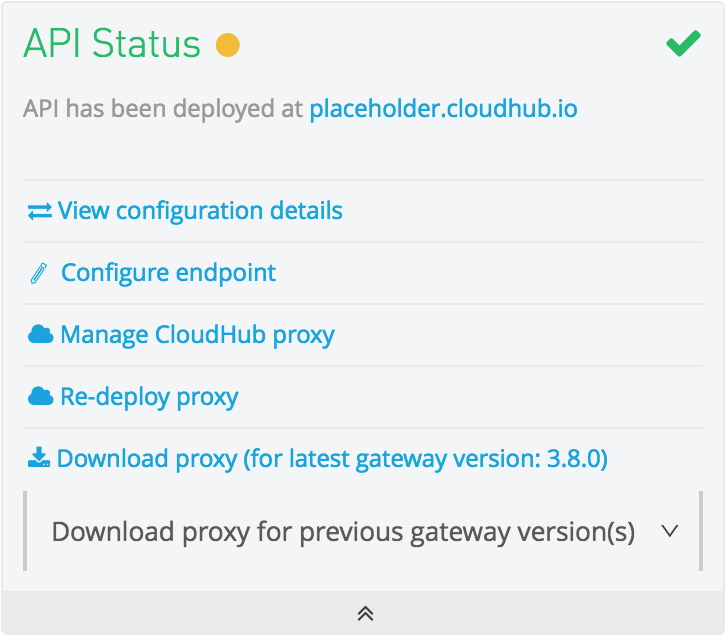 API Status
API has been deployed at placeholder.cloudhub.io
View configuration details
Configure endpoint
Manage CloudHub proxy
Re-deploy proxy
Download proxy (for latest gateway version: 3.8.0)
Download proxy for previous gateway version(s)